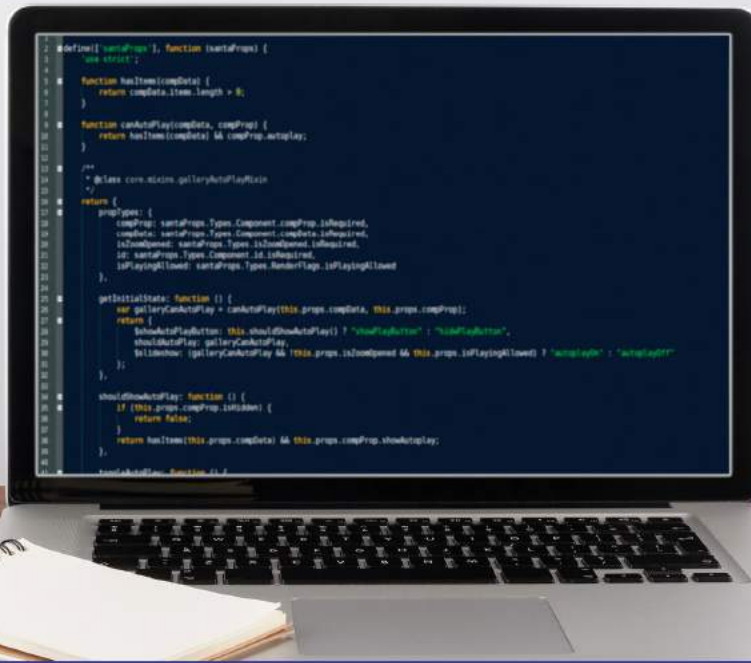 define(['santaProps'], function (santaProps) {
'use strict';
function hasItems(compData) {
return compData.items.length > 0;
}
function canAutoPlay(compData, compProp) {
return hasItems(compData) && compProp.autoplay;
}
/**
* @class core.mixins.galleryAutoPlayMixin
*/
return {
propTypes: {
compProp: santaProps.Types.Component.compProp.isRequired,
compData: santaProps.Types.Component.compData.isRequired,
isZoomOpened: santaProps.Types.isZoomOpened.isRequired,
id: santaProps.Types.Component.id.isRequired,
isPlayingAllowed: santaProps.Types.RenderFlags.isPlayingAllowed
},
getInitialState: function () {
var galleryCanAutoPlay = canAutoPlay(this.props.compData, this.props.compProp);
return {
$showAutoPlayButton: this.shouldShowAutoPlay() ? "showPlayButton" : "hidePlayButton",
shouldAutoPlay: galleryCanAutoPlay,
$slideshow: (galleryCanAutoPlay && !this.props.isZoomOpened && this.props.isPlayingAllowed) ? "autoplayOn" : "autoplayOff"
};
},
shouldShowAutoPlay: function () {
if (this.props.compProp.isHidden) {
return false;
}
return hasItems(this.props.compData) && this.props.compProp.showAutoplay;
},
toggleAutoPlay: function () {